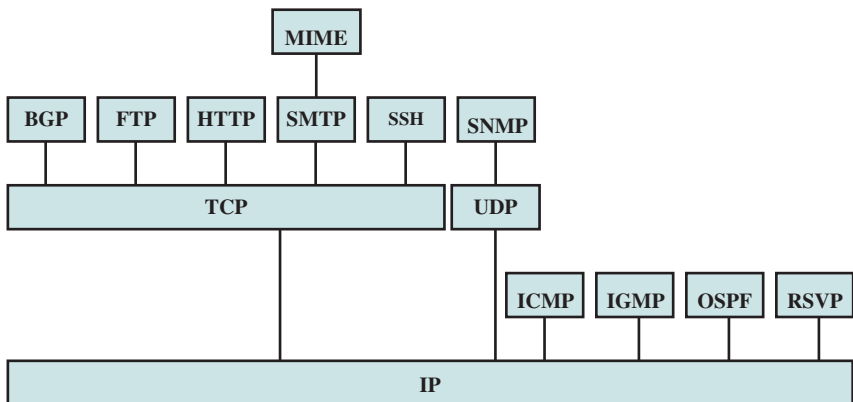 MIME
BGP FTP HTTP SMTP SSH SNMP
TCP UDP
ICMP IGMP OSPF RSVP
IP